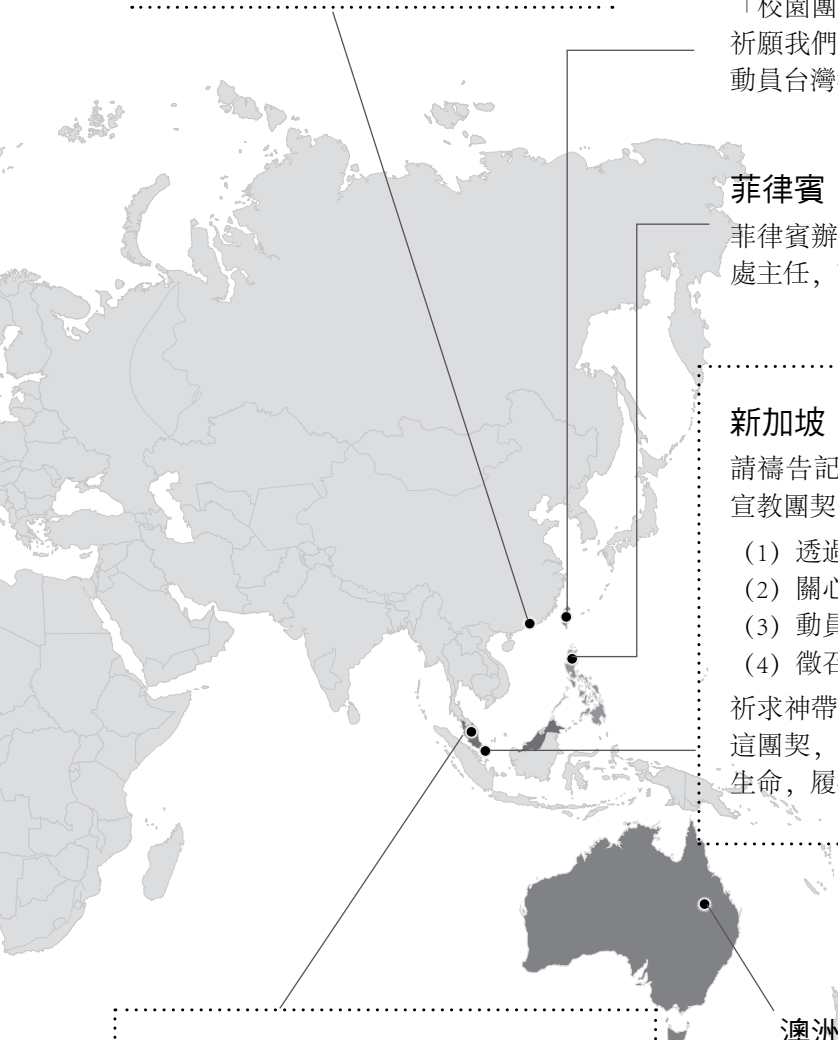 「校園團
祈願我們
動員台灣
菲律賓
菲律賓辦
處主任，
新加坡
請禱告記
宣教團契
（1）透過
（2）關心
（3）動員
（4）徵召
祈求神帶
這團契，
生命，履
澳洲